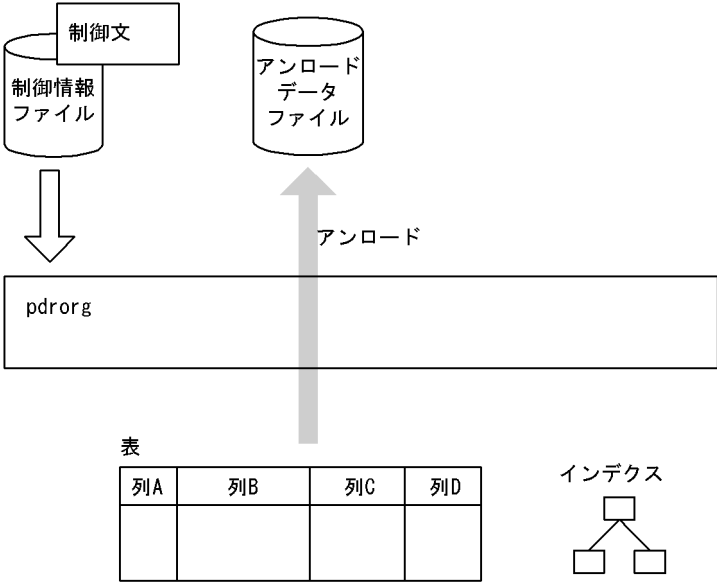 制御文
制御情報
ファイル
アンロード
データ
ファイル
アンロード
pdrorg
表
列A 列B 列C 列D
インデクス